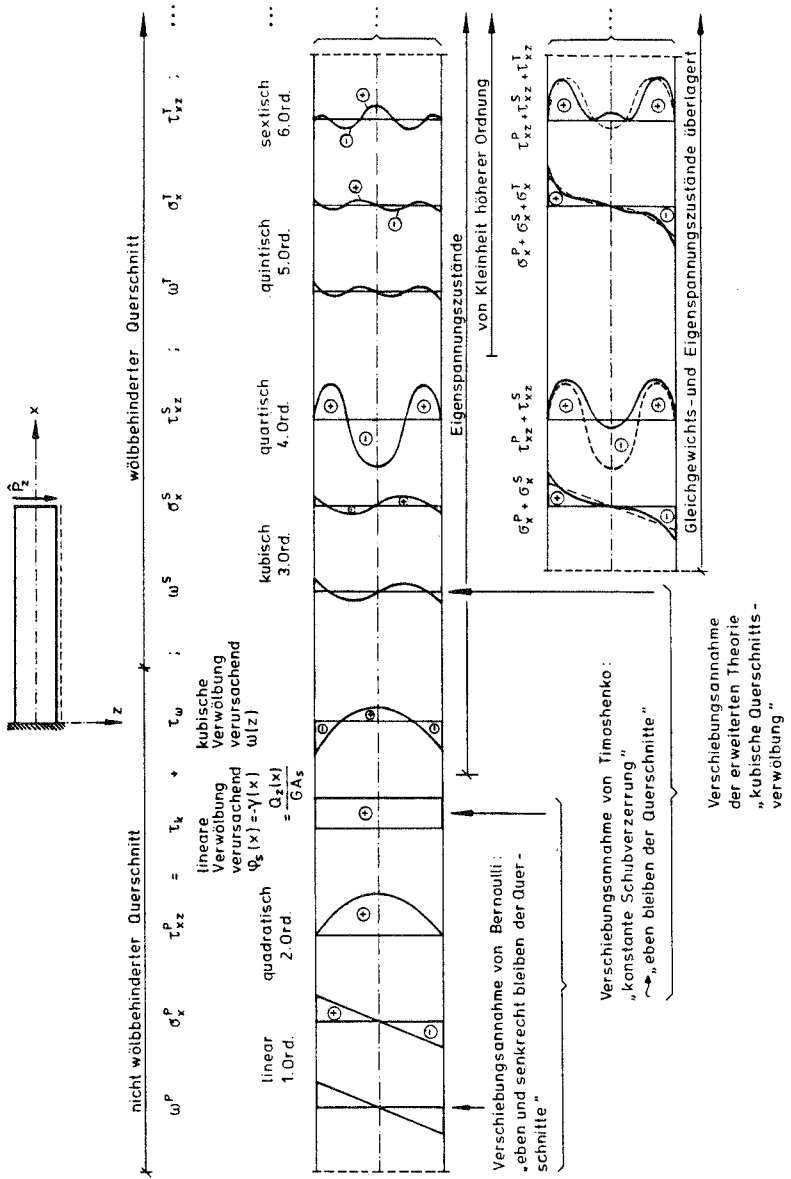 P̂z
x
z
nicht wölbbehinderter Querschnitt
wölbbehinderter Querschnitt
...
ω^P
σ_x^P
τ_xz^P
=
τ_k
+
τ_ω
;
ω^S
σ_x^S
τ_xz^S
;
ω^T
σ_x^T
τ_xz^T
;
...
linear
1.Ord.
quadratisch
2.Ord.
lineare
Verwölbung
verursachend
φ_s(x)=-γ(x)
= Q_z(x)
GA_s
kubische
Verwölbung
verursachend
ω(z)
kubisch
3.Ord.
quartisch
4.Ord.
quintisch
5.Ord.
sextisch
6.Ord.
+
-
+
+
-
+
-
+
+
+
-
+
+
-
-
+
...
Eigenspannungszustände
von Kleinheit höherer Ordnung
Verschiebungsannahme von Bernoulli:
„eben und senkrecht bleiben der Quer-
schnitte"
Verschiebungsannahme von Timoshenko:
„konstante Schubverzerrung"
⇝ „eben bleiben der Querschnitte"
Verschiebungsannahme
der erweiterten Theorie
„kubische Querschnitts-
verwölbung"
σ_x^P + σ_x^S
τ_xz^P + τ_xz^S
σ_x^P + σ_x^S + σ_x^T
τ_xz^P + τ_xz^S + τ_xz^T
+
-
+
-
+
+
-
+
+
...
Gleichgewichts- und Eigenspannungszustände überlagert